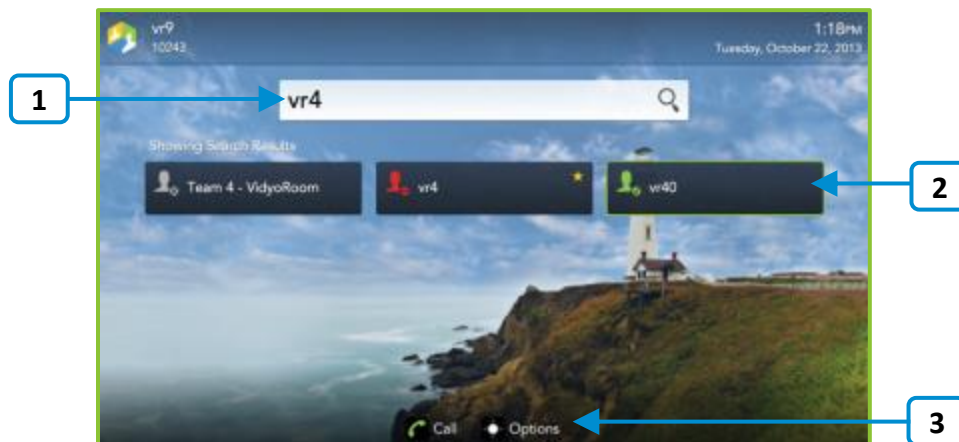 vr9
1:18PM
10243
Tuesday, October 22, 2013
1
vr4
Showing Search Results
Team 4 - VidyoRoom
vr4
vr40
2
Call
Options
3